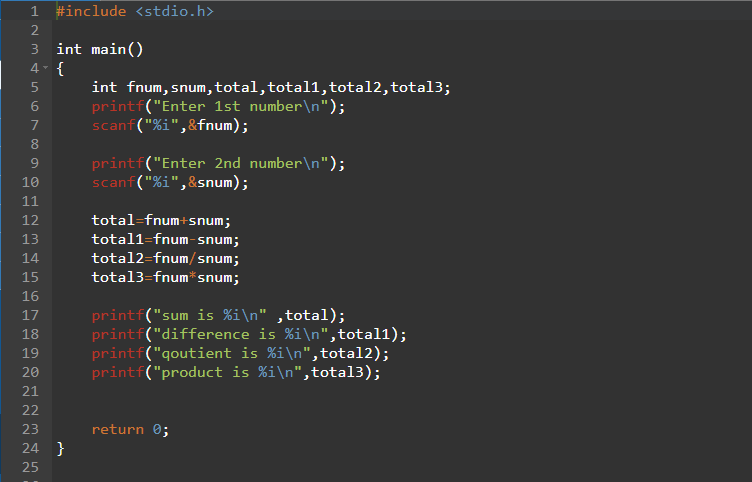 1 #include <stdio.h>
2
3 int main()
4 {
5 int fnum,snum,total,total1,total2,total3;
6 printf("Enter 1st number\n");
7 scanf("%i",&fnum);
8
9 printf("Enter 2nd number\n");
10 scanf("%i",&snum);
11
12 total=fnum+snum;
13 total1=fnum-snum;
14 total2=fnum/snum;
15 total3=fnum*snum;
16
17 printf("sum is %i\n" ,total);
18 printf("difference is %i\n",total1);
19 printf("qoutient is %i\n",total2);
20 printf("product is %i\n",total3);
21
22
23 return 0;
24 }
25